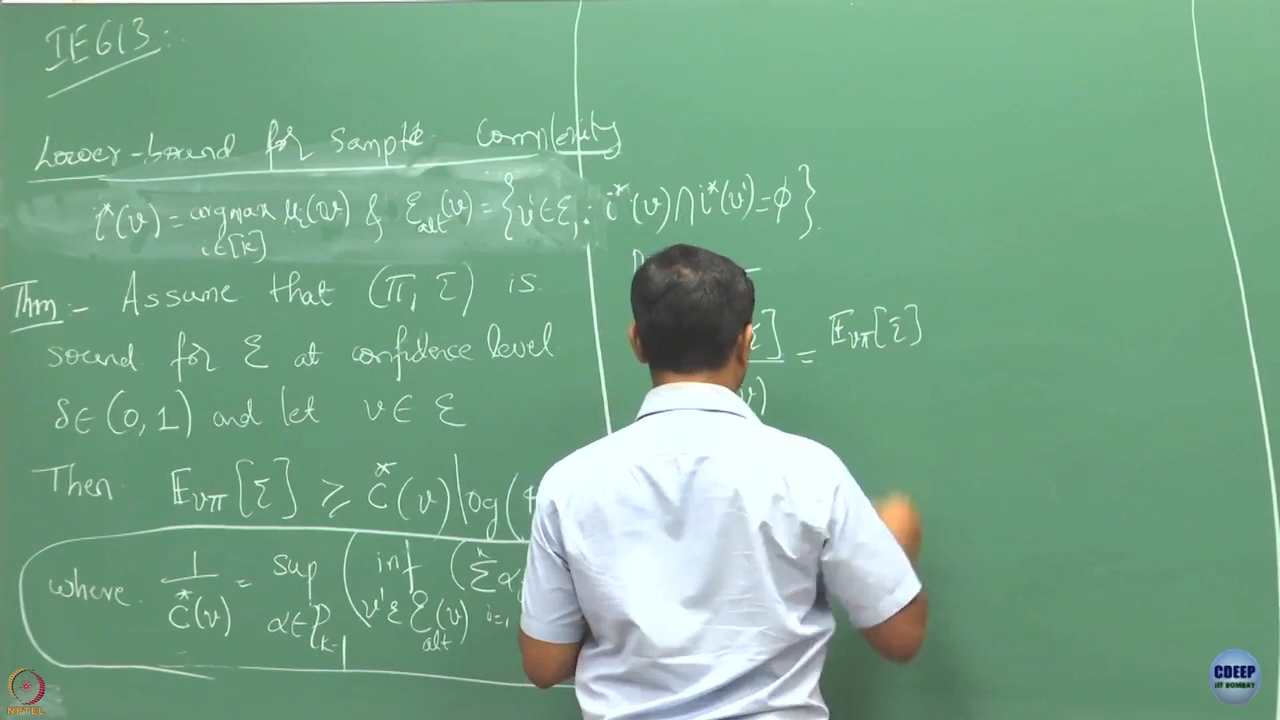 IE613:-
Lower-bound for Sample Complexity
i*(v) = argmax μi(v) & Ealt(v) = {v' ∈ E, : i*(v) ∩ i*(v') = φ}
i∈[k]
Thm:- Assume that (π, τ) is
sound for E at confidence level
δ∈(0,1) and let v ∈ E
Then Eνπ[τ] ≥ c*(v) log(
where 1/c*(v) = sup ( inf ( Σ α
α∈Pk-1 v'∈Ealt(v) i=1
] = Eνπ[τ]
v)
NPTEL
CDEEP
IIT BOMBAY